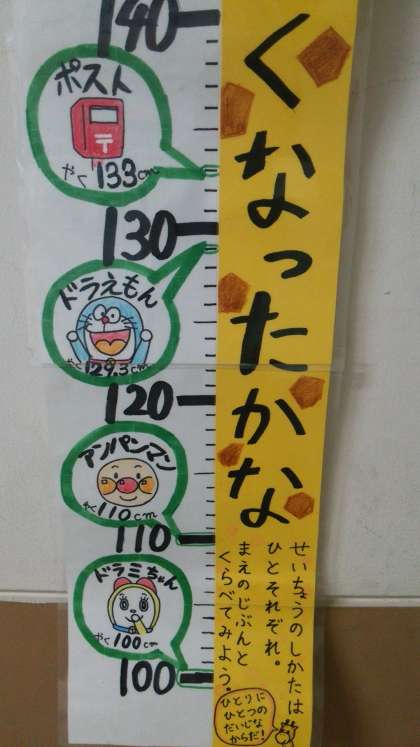 140
ポスト
〒
やく133cm
130
ドラえもん
やく129.3cm
120
アンパンマン
やく110cm
110
ドラミちゃん
やく100cm
100
くなったかな
せいちょうのしかたは
ひとそれぞれ。
まえのじぶんと
くらべてみよう。
ひとりに
ひとつの
だいじな
からだ!